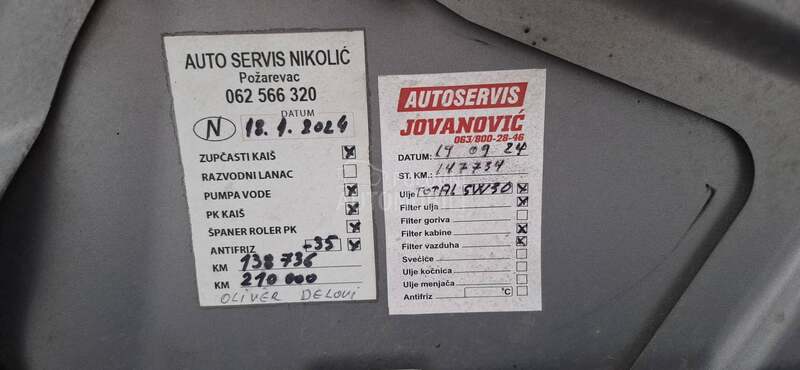 AUTO SERVIS NIKOLIĆ
Požarevac
062 566 320
DATUM
N 18.1.2024
ZUPČASTI KAIŠ
RAZVODNI LANAC
PUMPA VODE
PK KAIŠ
ŠPANER ROLER PK
ANTIFRIZ -35
KM 138 736
KM 210 000
OLIVER DELOVI
AUTOSERVIS
JOVANOVIĆ
063/800-28-46
DATUM: 19 09 24
ST. KM.: 147734
Ulje TOTAL 5W30
Filter ulja
Filter goriva
Filter kabine
Filter vazduha
Svećice
Ulje kočnica
Ulje menjača
Antifriz °C